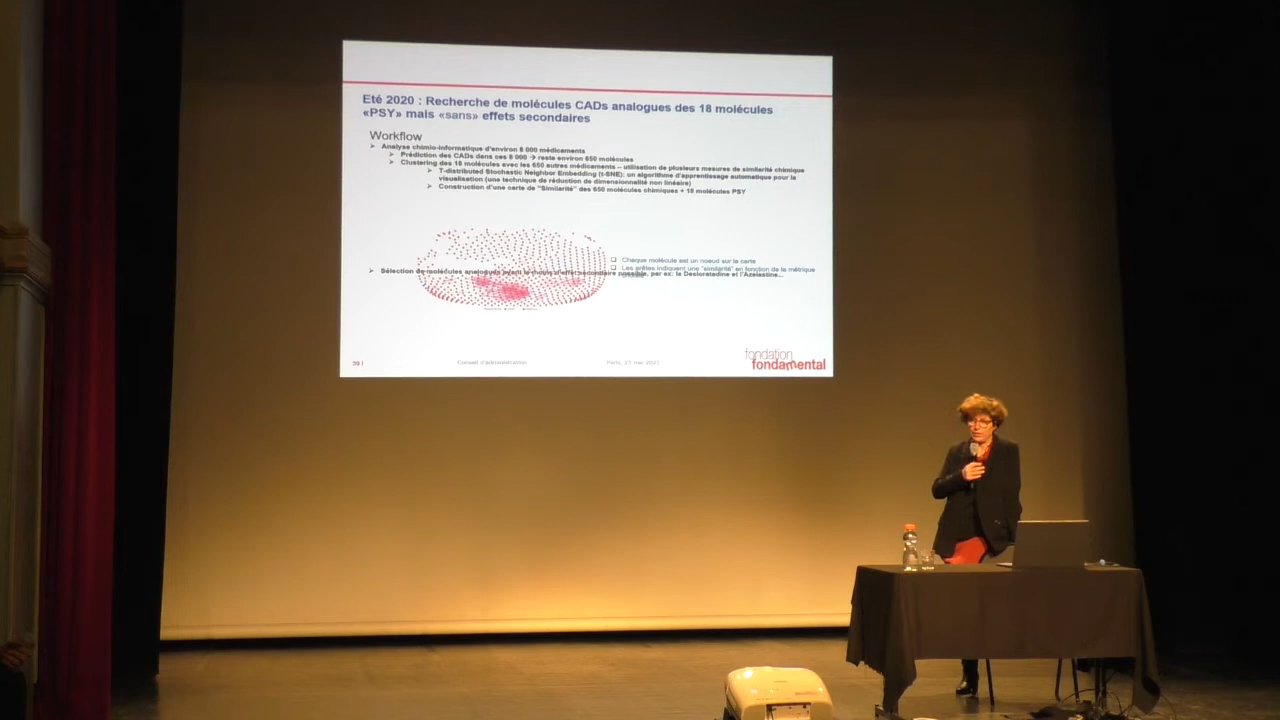 Eté 2020 : Recherche de molécules CADs analogues des 18 molécules
«PSY» mais «sans» effets secondaires
Workflow
Analyse chimio-informatique d'environ 8 000 médicaments
Prédiction des CADs dans ces 8 000 → reste environ 650 molécules
Clustering des 18 molécules avec les 650 autres médicaments – utilisation de plusieurs mesures de similarité chimique
T-distributed Stochastic Neighbor Embedding (t-SNE): un algorithme d'apprentissage automatique pour la
visualisation (une technique de réduction de dimensionnalité non linéaire)
Construction d'une carte de "Similarité" des 650 molécules chimiques + 18 molécules PSY
Chaque molécule est un noeud sur la carte
Les arêtes indiquent une "similarité" en fonction de la métrique
Sélection de molécules analogues ayant le moins d'effet secondaire possible, par ex: la Desloratadine et l'Azelastine...
Conseil d'administration
fondation
fondamental